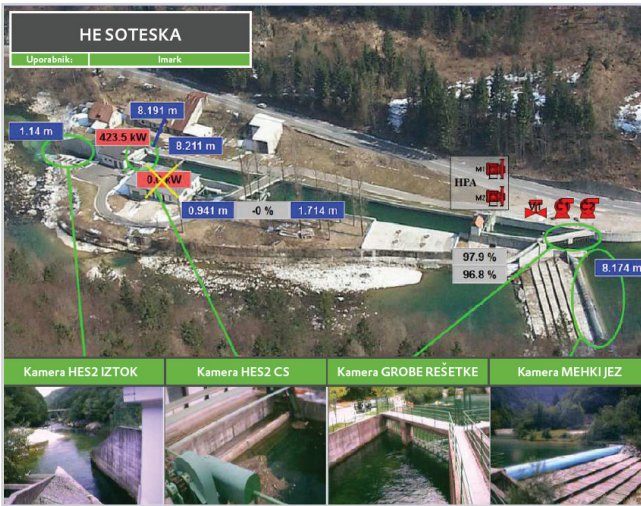 HE SOTESKA
Uporabnik: Imark
8.191 m
1.14 m
423.5 kW
8.211 m
kW
0.941 m -0 % 1.714 m
M1
HPA
M2
97.9 %
96.8 %
8.174 m
Kamera HES2 IZTOK
Kamera HES2 CS
Kamera GROBE REŠETKE
Kamera MEHKI JEZ